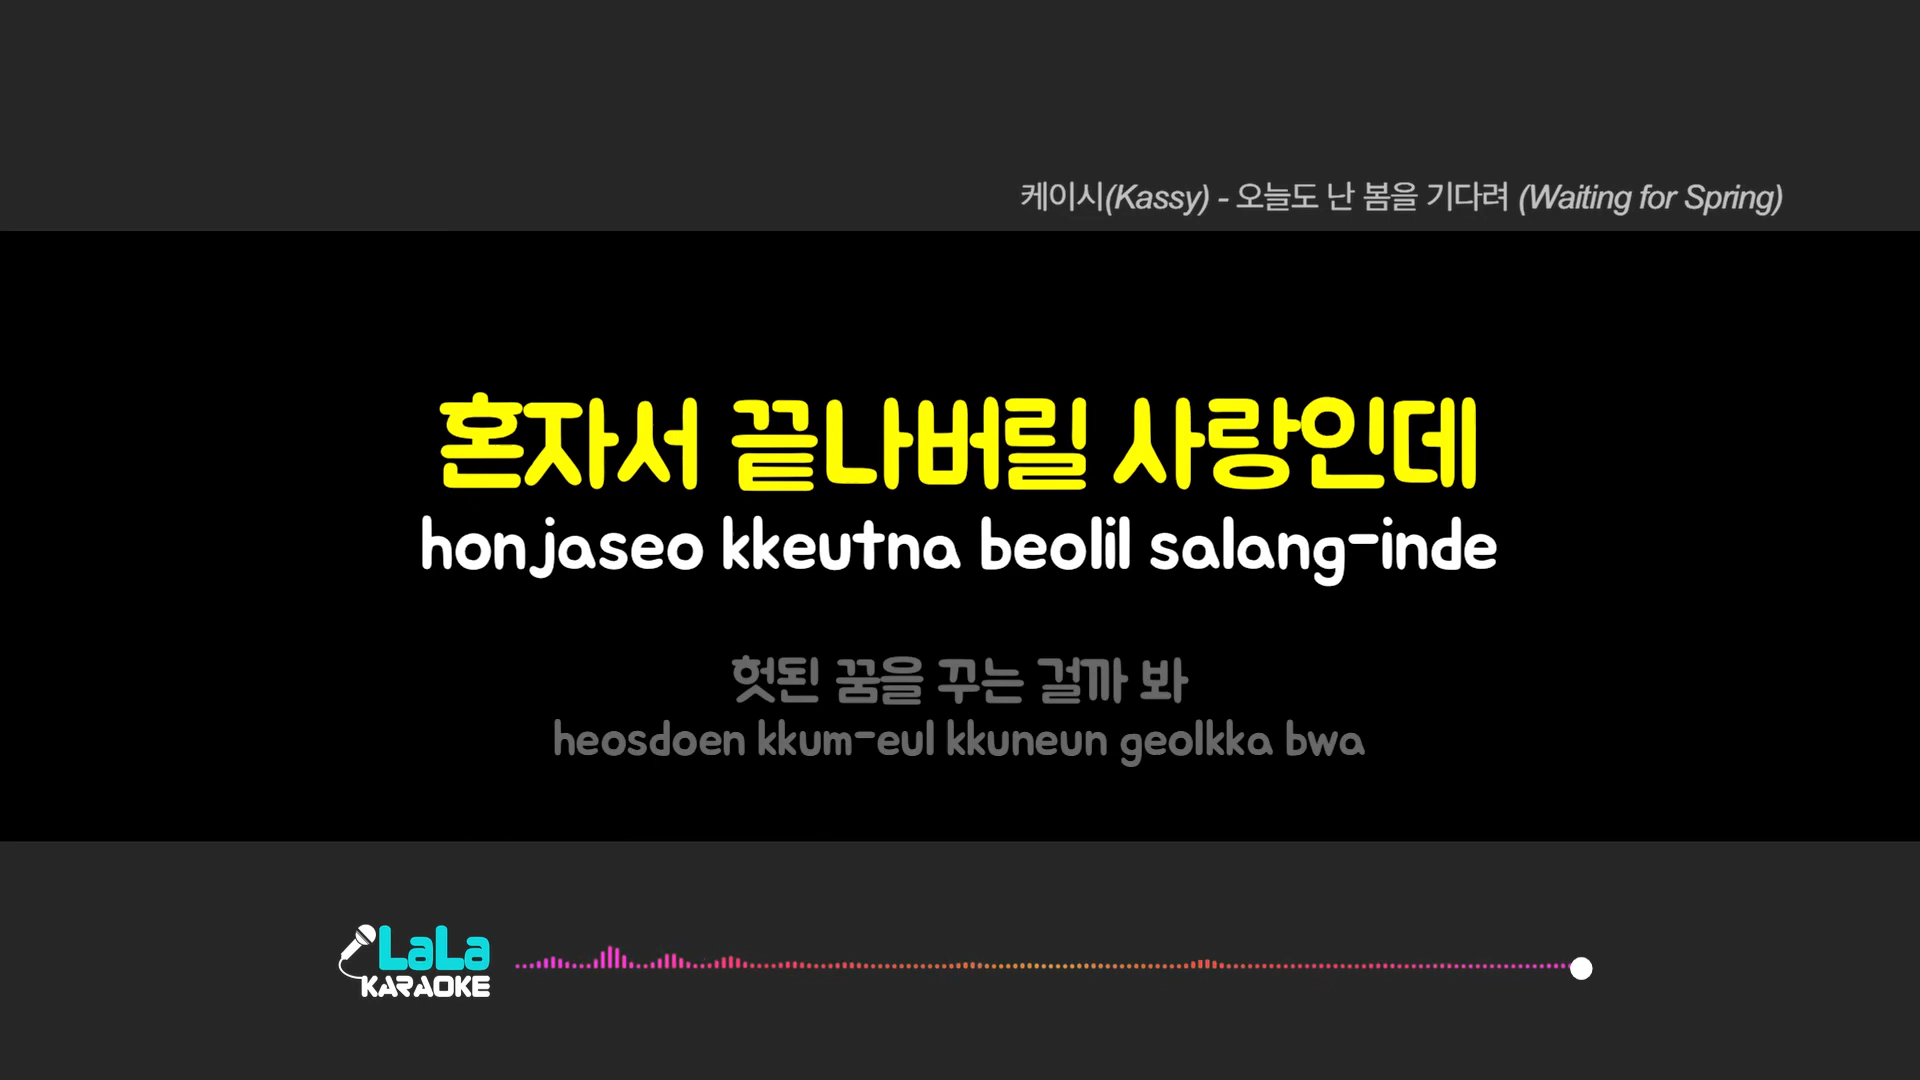 케이시(Kassy) - 오늘도 난 봄을 기다려 (Waiting for Spring)
혼자서 끝나버릴 사랑인데
honjaseo kkeutna beolil salang-inde
헛된 꿈을 꾸는 걸까 봐
heosdoen kkum-eul kkuneun geolkka bwa
LaLa
KARAOKE